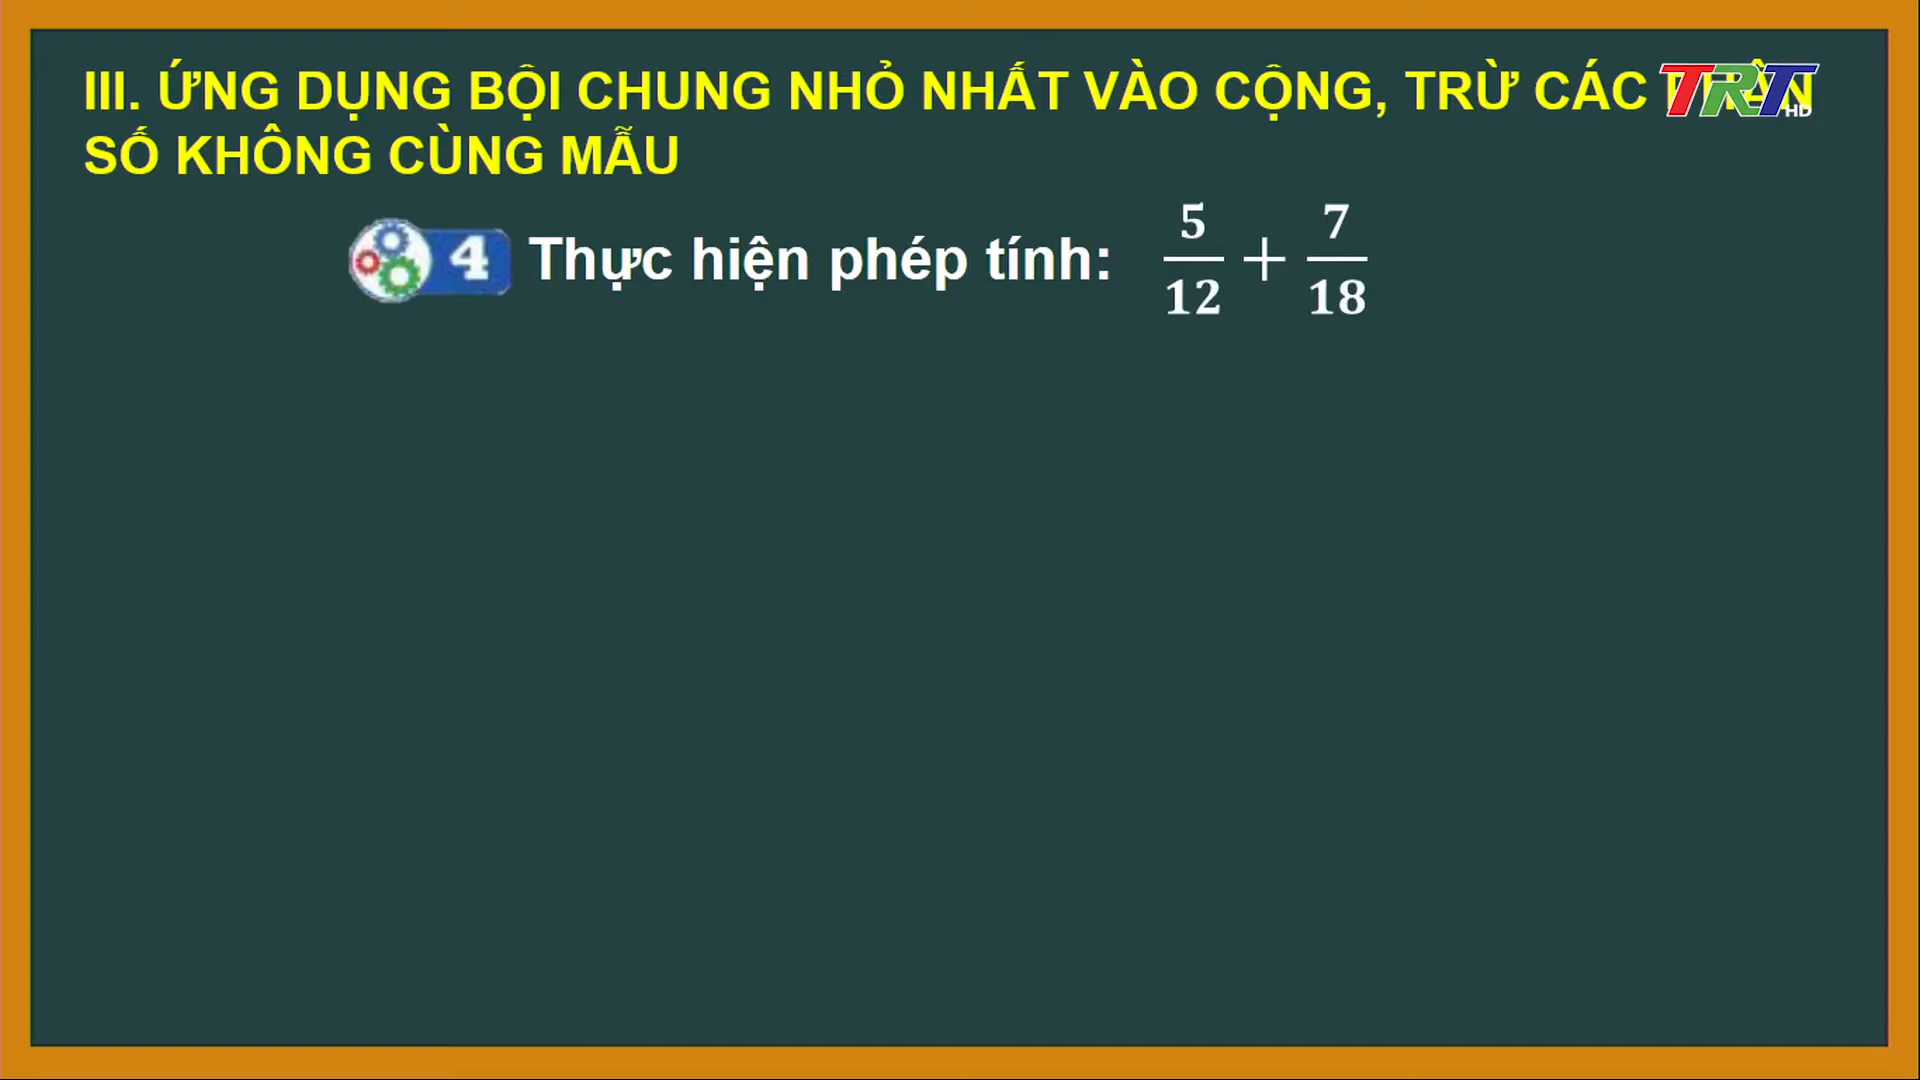 III. ỨNG DỤNG BỘI CHUNG NHỎ NHẤT VÀO CỘNG, TRỪ CÁC
TRT HD
SỐ KHÔNG CÙNG MẪU
4 Thực hiện phép tính: 5/12 + 7/18